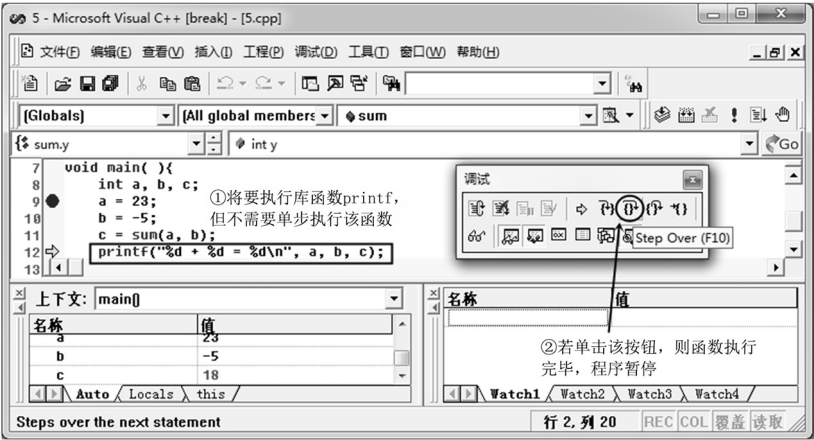 5 - Microsoft Visual C++ [break] - [5.cpp]
文件(F) 编辑(E) 查看(V) 插入(I) 工程(P) 调试(D) 工具(T) 窗口(W) 帮助(H)
(Globals) (All global members sum
{} sum.y int y Go
7 void main( ){
8 int a, b, c;
9 a = 23;
10 b = -5;
11 c = sum(a, b);
12 printf("%d + %d = %d\n", a, b, c);
13
①将要执行库函数printf，
但不需要单步执行该函数
调试
Step Over (F10)
上下文: main()
名称 值
a 23
b -5
c 18
Auto Locals this
名称 值
②若单击该按钮，则函数执行
完毕，程序暂停
Watch1 Watch2 Watch3 Watch4
Steps over the next statement
行 2, 列 20 REC COL 覆盖 读取